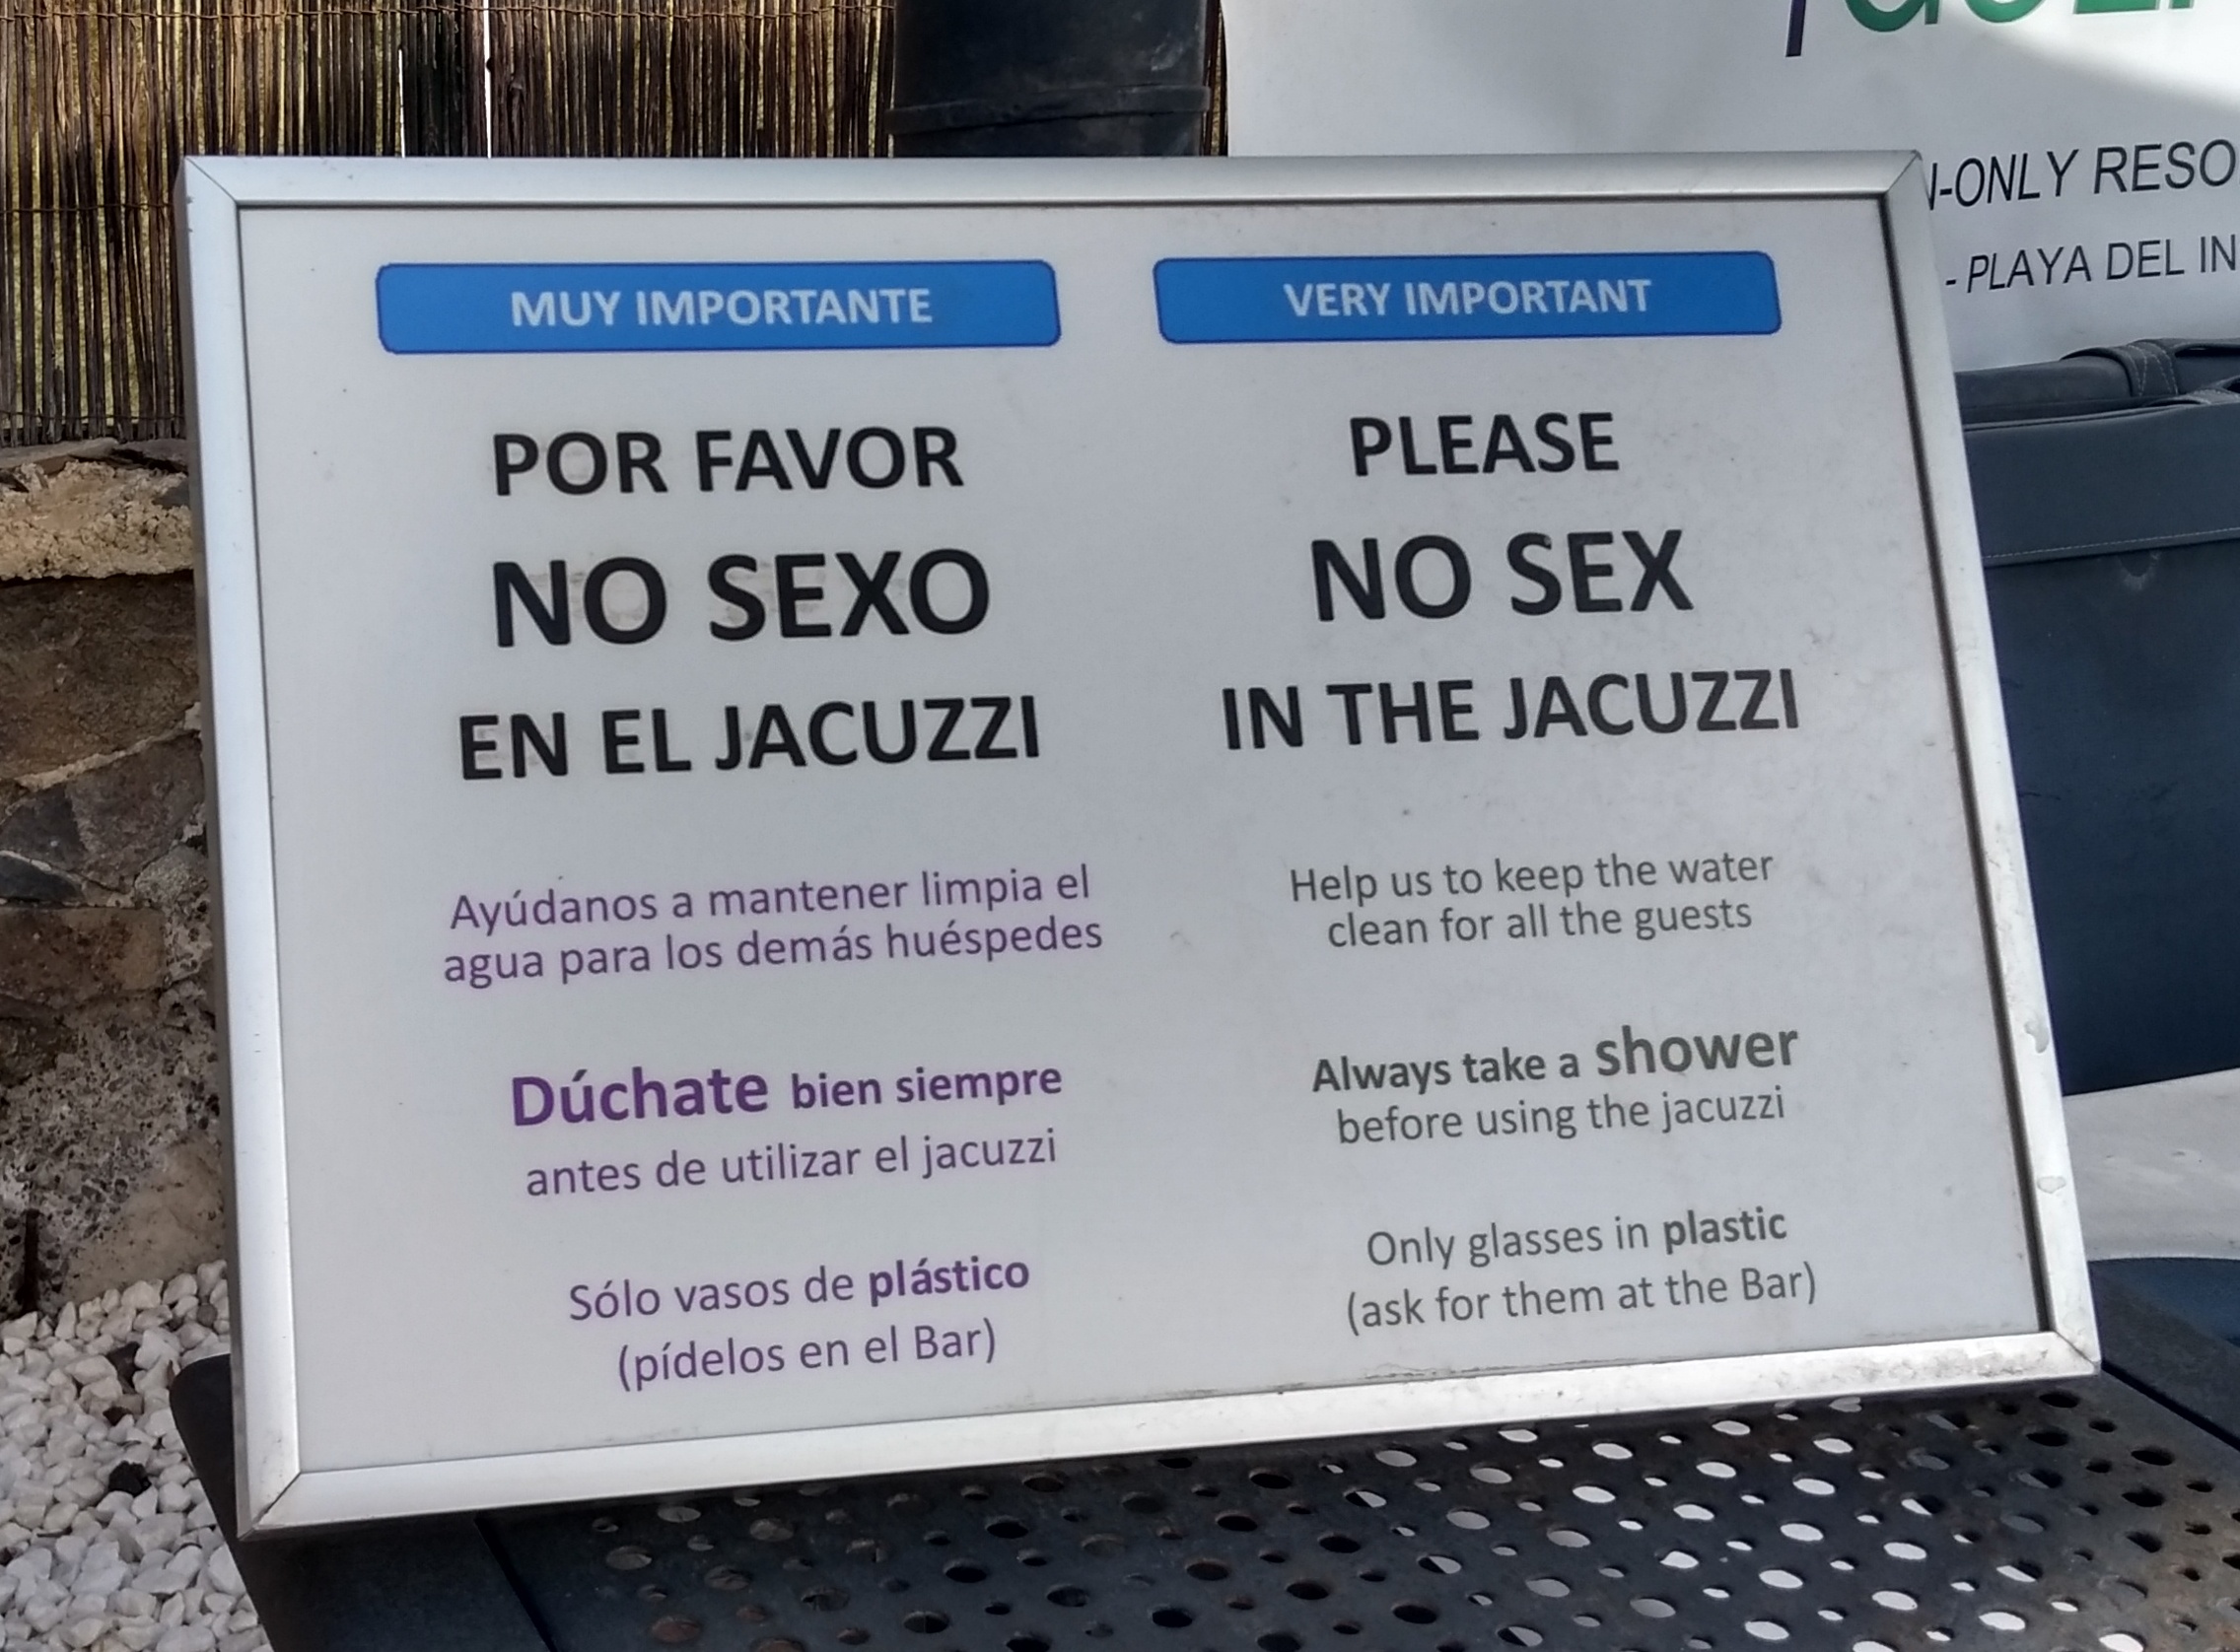 MUY IMPORTANTE
POR FAVOR
NO SEXO
EN EL JACUZZI
Ayúdanos a mantener limpia el
agua para los demás huéspedes
Dúchate bien siempre
antes de utilizar el jacuzzi
Sólo vasos de plástico
(pídelos en el Bar)
VERY IMPORTANT
PLEASE
NO SEX
IN THE JACUZZI
Help us to keep the water
clean for all the guests
Always take a shower
before using the jacuzzi
Only glasses in plastic
(ask for them at the Bar)
-ONLY RESO
- PLAYA DEL IN